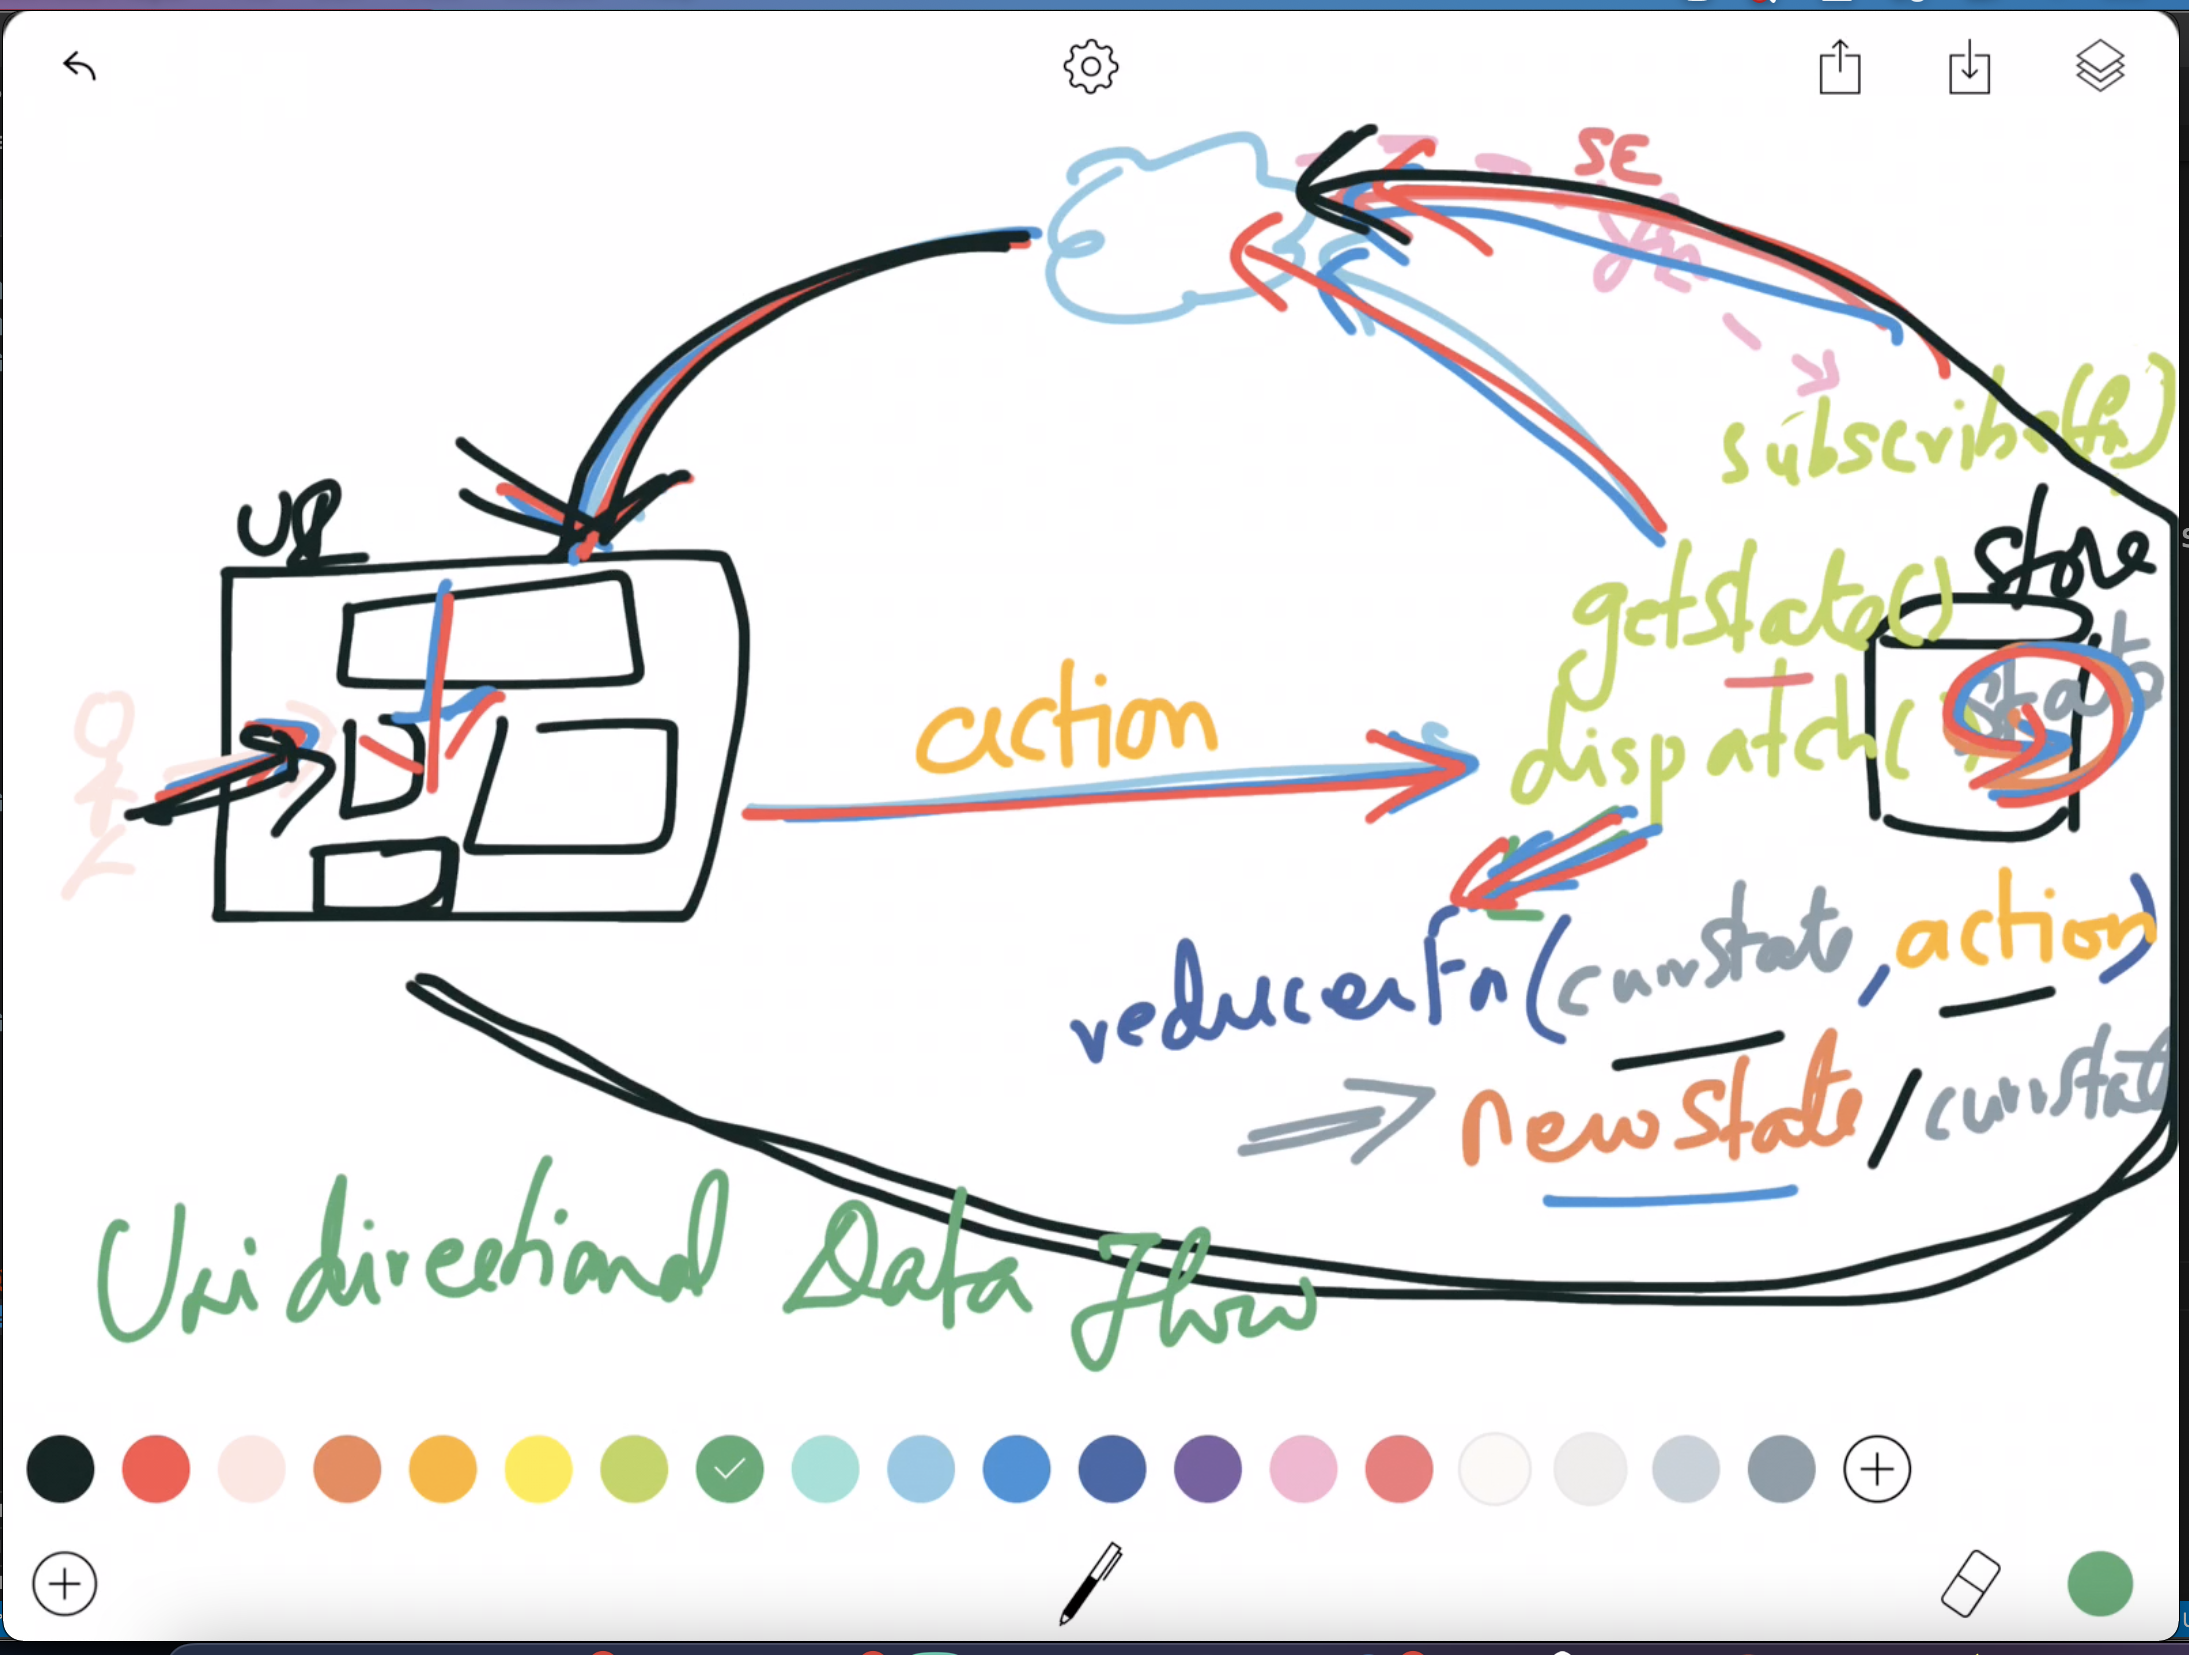 SE
subscribe(fn)
UI
store
getState()
state
action
dispatch( )
reducerFn(currState, action)
newState/currState
Unidirectional Data Flow